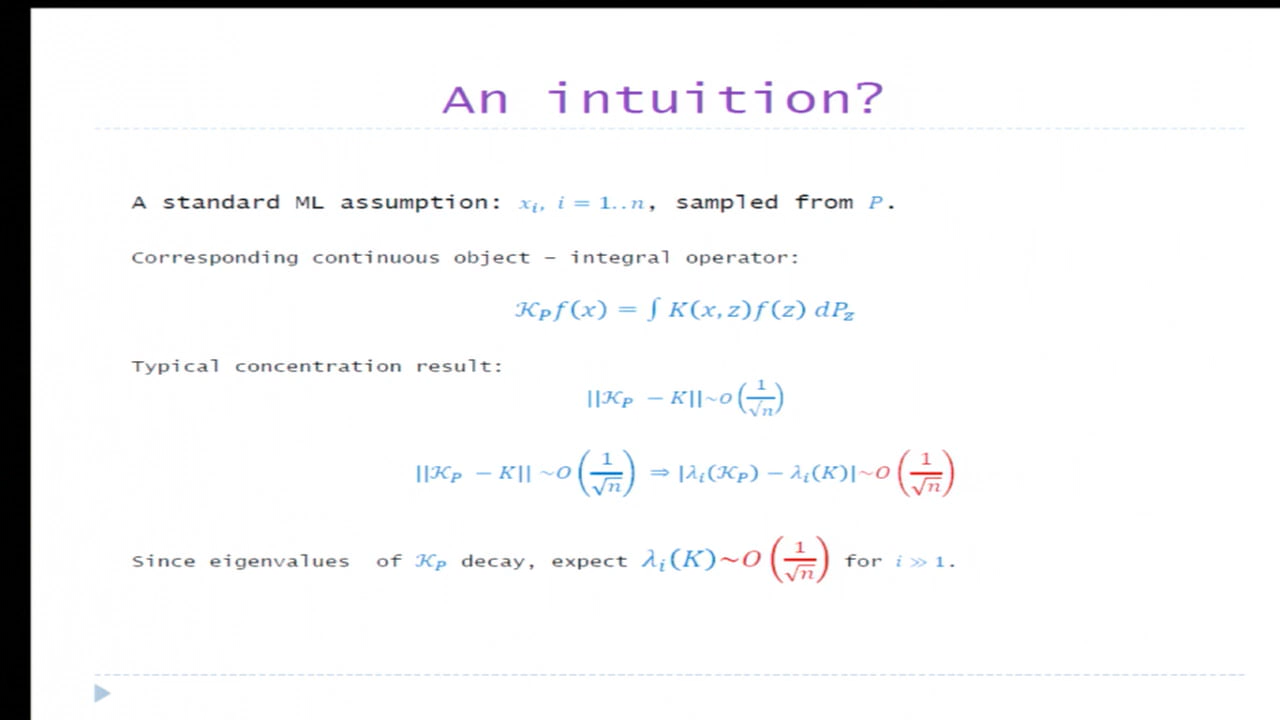 An intuition?
A standard ML assumption: xᵢ, i = 1..n, sampled from P.
Corresponding continuous object – integral operator:
𝒦_P f(x) = ∫ K(x, z)f(z) dP_z
Typical concentration result:
||𝒦_P − K||~O(1/√n)
||𝒦_P − K|| ~O(1/√n) ⇒ |λᵢ(𝒦_P) − λᵢ(K)|~O(1/√n)
Since eigenvalues of 𝒦_P decay, expect λᵢ(K)~O(1/√n) for i ≫ 1.